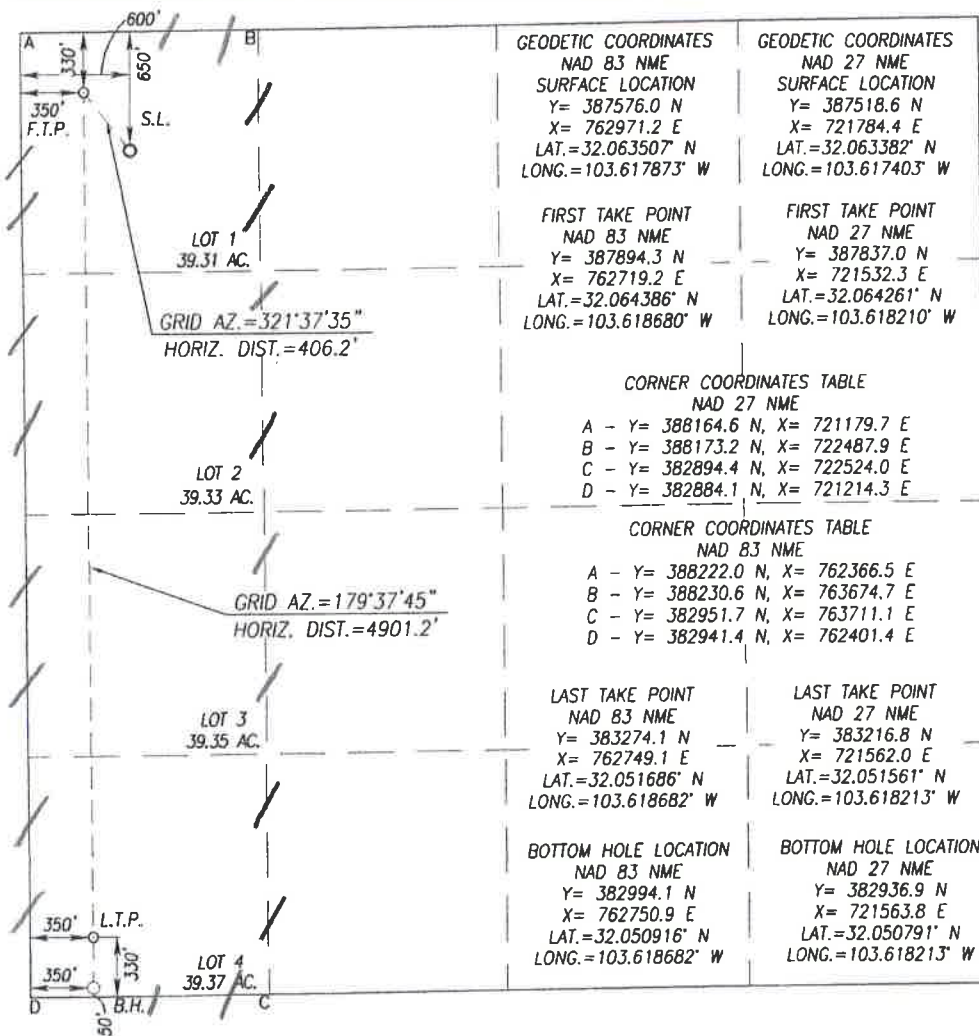 600'
A
B
330'
650'
350'
F.T.P.
S.L.
LOT 1
39.31 AC.
GRID AZ.=321°37'35"
HORIZ. DIST.=406.2'
LOT 2
39.33 AC.
GRID AZ.=179°37'45"
HORIZ. DIST.=4901.2'
LOT 3
39.35 AC.
350'
L.T.P.
330'
350'
LOT 4
39.37 AC.
D
B.H.
C
GEODETIC COORDINATES
NAD 83 NME
SURFACE LOCATION
Y= 387576.0 N
X= 762971.2 E
LAT.=32.063507° N
LONG.=103.617873° W
GEODETIC COORDINATES
NAD 27 NME
SURFACE LOCATION
Y= 387518.6 N
X= 721784.4 E
LAT.=32.063382° N
LONG.=103.617403° W
FIRST TAKE POINT
NAD 83 NME
Y= 387894.3 N
X= 762719.2 E
LAT.=32.064386° N
LONG.=103.618680° W
FIRST TAKE POINT
NAD 27 NME
Y= 387837.0 N
X= 721532.3 E
LAT.=32.064261° N
LONG.=103.618210° W
CORNER COORDINATES TABLE
NAD 27 NME
A - Y= 388164.6 N, X= 721179.7 E
B - Y= 388173.2 N, X= 722487.9 E
C - Y= 382894.4 N, X= 722524.0 E
D - Y= 382884.1 N, X= 721214.3 E
CORNER COORDINATES TABLE
NAD 83 NME
A - Y= 388222.0 N, X= 762366.5 E
B - Y= 388230.6 N, X= 763674.7 E
C - Y= 382951.7 N, X= 763711.1 E
D - Y= 382941.4 N, X= 762401.4 E
LAST TAKE POINT
NAD 83 NME
Y= 383274.1 N
X= 762749.1 E
LAT.=32.051686° N
LONG.=103.618682° W
LAST TAKE POINT
NAD 27 NME
Y= 383216.8 N
X= 721562.0 E
LAT.=32.051561° N
LONG.=103.618213° W
BOTTOM HOLE LOCATION
NAD 83 NME
Y= 382994.1 N
X= 762750.9 E
LAT.=32.050916° N
LONG.=103.618682° W
BOTTOM HOLE LOCATION
NAD 27 NME
Y= 382936.9 N
X= 721563.8 E
LAT.=32.050791° N
LONG.=103.618213° W